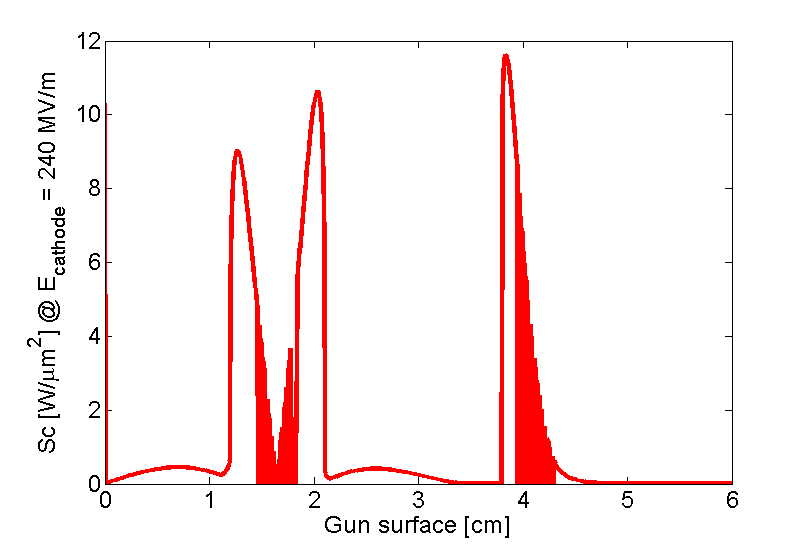 Sc [W/μm²] @ E_cathode = 240 MV/m
12
10
8
6
4
2
0
0 1 2 3 4 5 6
Gun surface [cm]